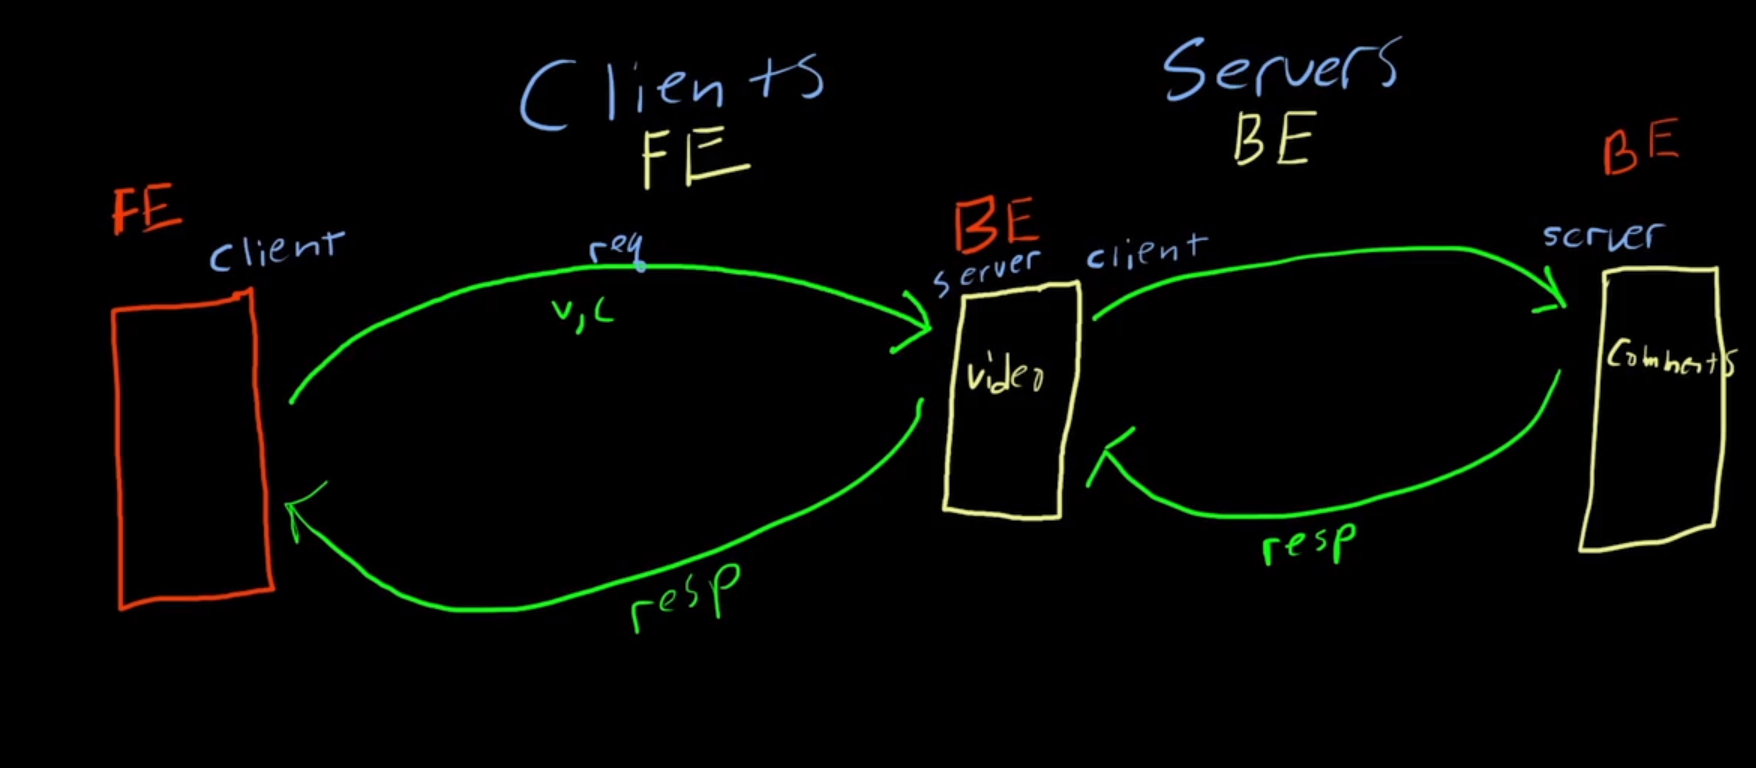 Clients
FE
Servers
BE
FE
client
req
v, c
resp
BE
server
client
video
resp
BE
server
Comments